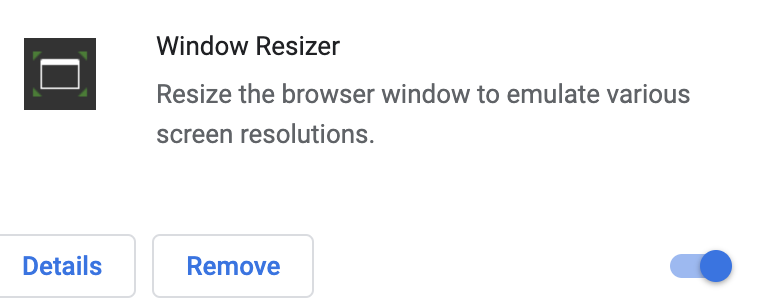 Window Resizer
Resize the browser window to emulate various
screen resolutions.
Details
Remove